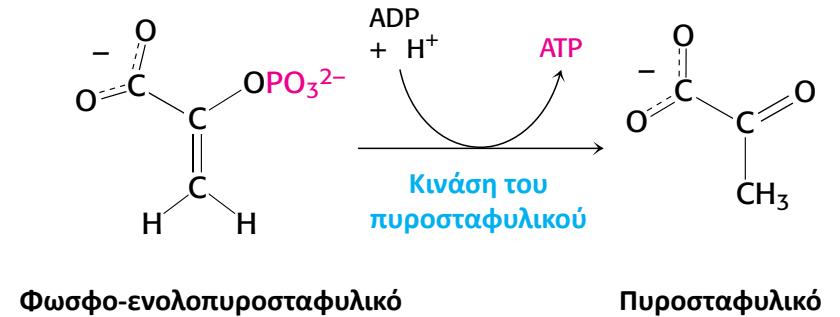 ADP
+ H⁺
ATP
O
–
C
O
OPO₃²⁻
C
C
H
H
Κινάση του
πυροσταφυλικού
O
–
C
O
O
C
CH₃
Φωσφο-ενολοπυροσταφυλικό
Πυροσταφυλικό